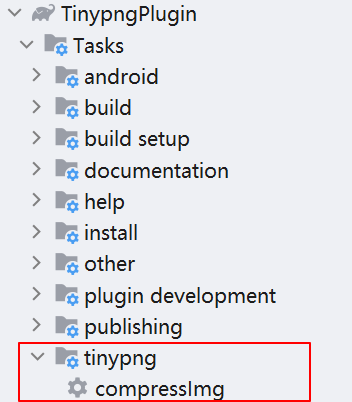 TinypngPlugin
Tasks
android
build
build setup
documentation
help
install
other
plugin development
publishing
tinypng
compressImg